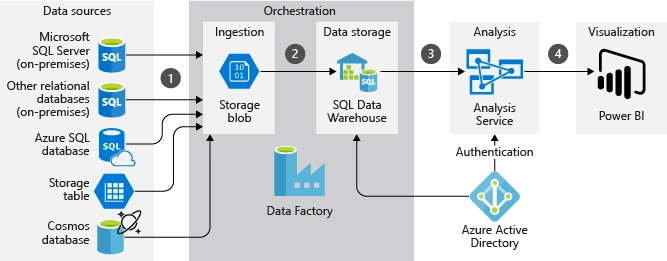 Data sources
Microsoft
SQL Server
(on-premises)
SQL
Other relational
databases
(on-premises)
SQL
Azure SQL
database
SQL
Storage
table
Cosmos
database
1
Orchestration
Ingestion
10
01
Storage
blob
2
Data storage
SQL
SQL Data
Warehouse
Data Factory
3
Analysis
Analysis
Service
Authentication
Azure Active
Directory
4
Visualization
Power BI